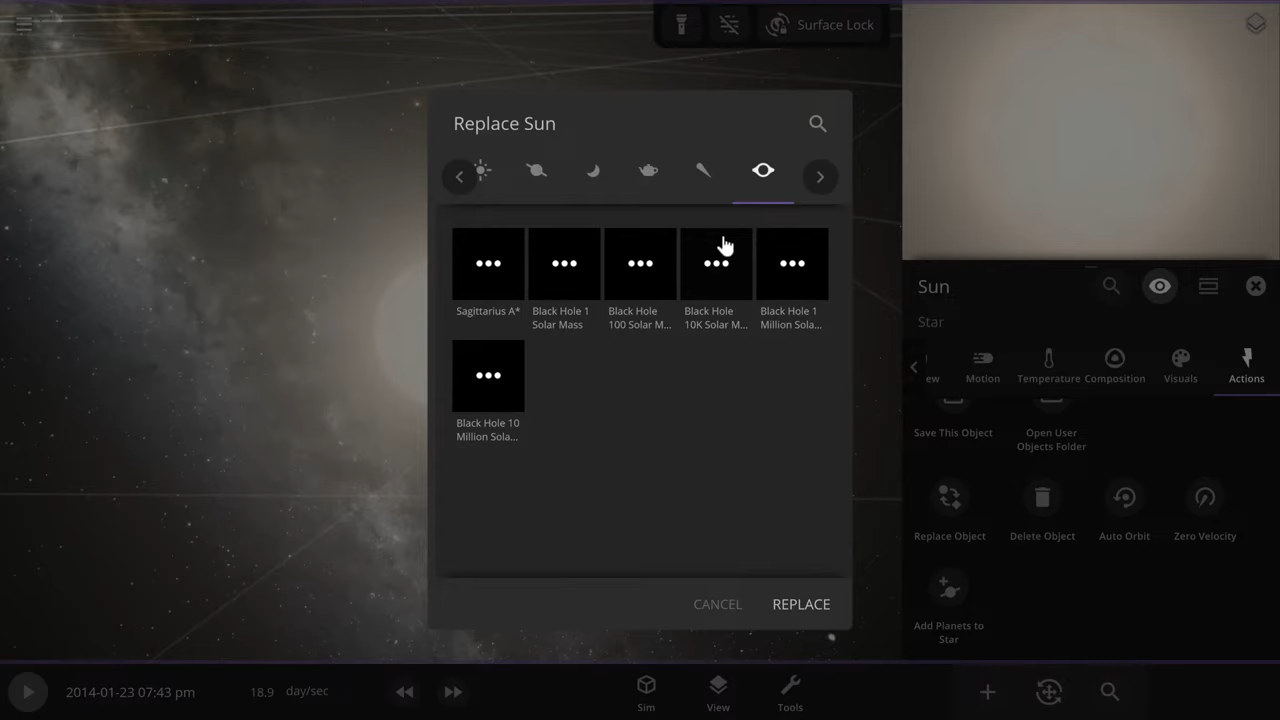 Surface Lock
Replace Sun
Sagittarius A*
Black Hole 1
Solar Mass
Black Hole
100 Solar M...
Black Hole
10K Solar M...
Black Hole 1
Million Sola...
Black Hole 10
Million Sola...
CANCEL
REPLACE
Sun
Star
ew
Motion
Temperature
Composition
Visuals
Actions
Save This Object
Open User
Objects Folder
Replace Object
Delete Object
Auto Orbit
Zero Velocity
Add Planets to
Star
2014-01-23 07:43 pm
18.9 day/sec
Sim
View
Tools